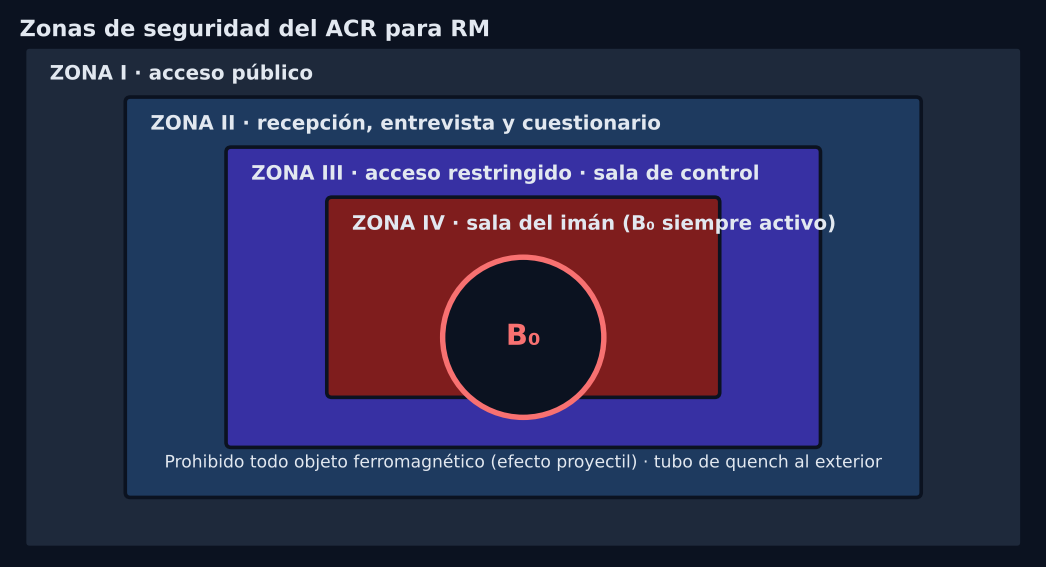 Zonas de seguridad del ACR para RM
ZONA I · acceso público
ZONA II · recepción, entrevista y cuestionario
ZONA III · acceso restringido · sala de control
ZONA IV · sala del imán (B₀ siempre activo)
B₀
Prohibido todo objeto ferromagnético (efecto proyectil) · tubo de quench al exterior